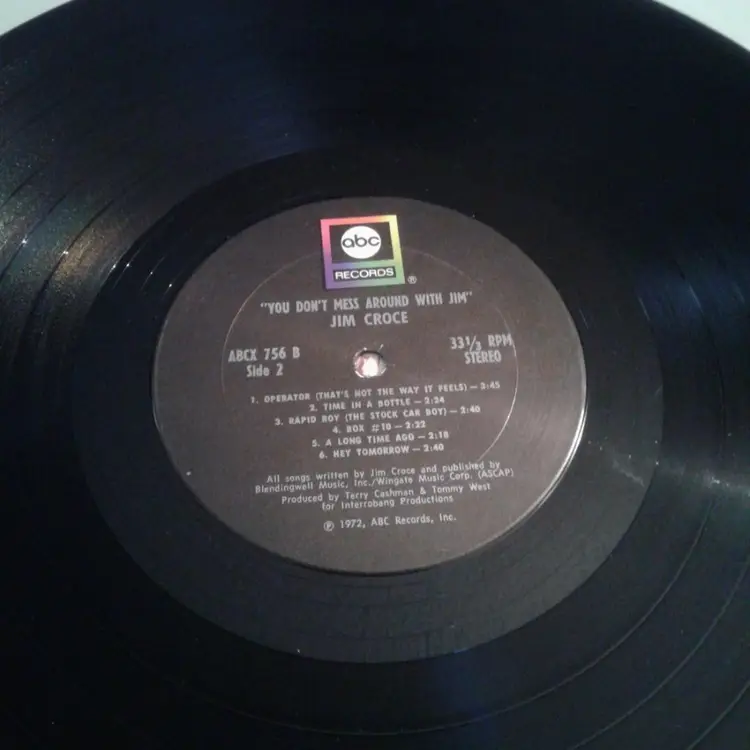 abc
RECORDS ®
"YOU DON'T MESS AROUND WITH JIM"
JIM CROCE
ABCX 756 B
Side 2
33 1/3 RPM
STEREO
1. OPERATOR (THAT'S NOT THE WAY IT FEELS) — 3:45
2. TIME IN A BOTTLE — 2:24
3. RAPID ROY (THE STOCK CAR BOY) — 2:40
4. BOX #10 — 2:22
5. A LONG TIME AGO — 2:18
6. HEY TOMORROW — 2:40
All songs written by Jim Croce and published by
Blendingwell Music, Inc./Wingate Music Corp. (ASCAP)
Produced by Terry Cashman & Tommy West
for Interrobang Productions
℗ 1972, ABC Records, Inc.